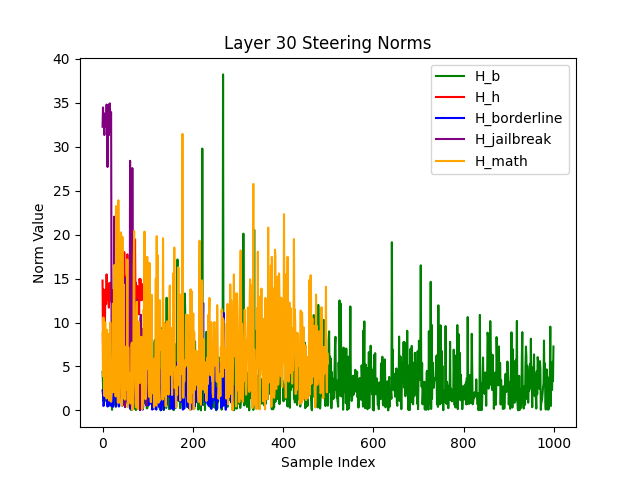 Layer 30 Steering Norms
40
35
30
25
20
15
10
5
0
Norm Value
H_b
H_h
H_borderline
H_jailbreak
H_math
0 200 400 600 800 1000
Sample Index